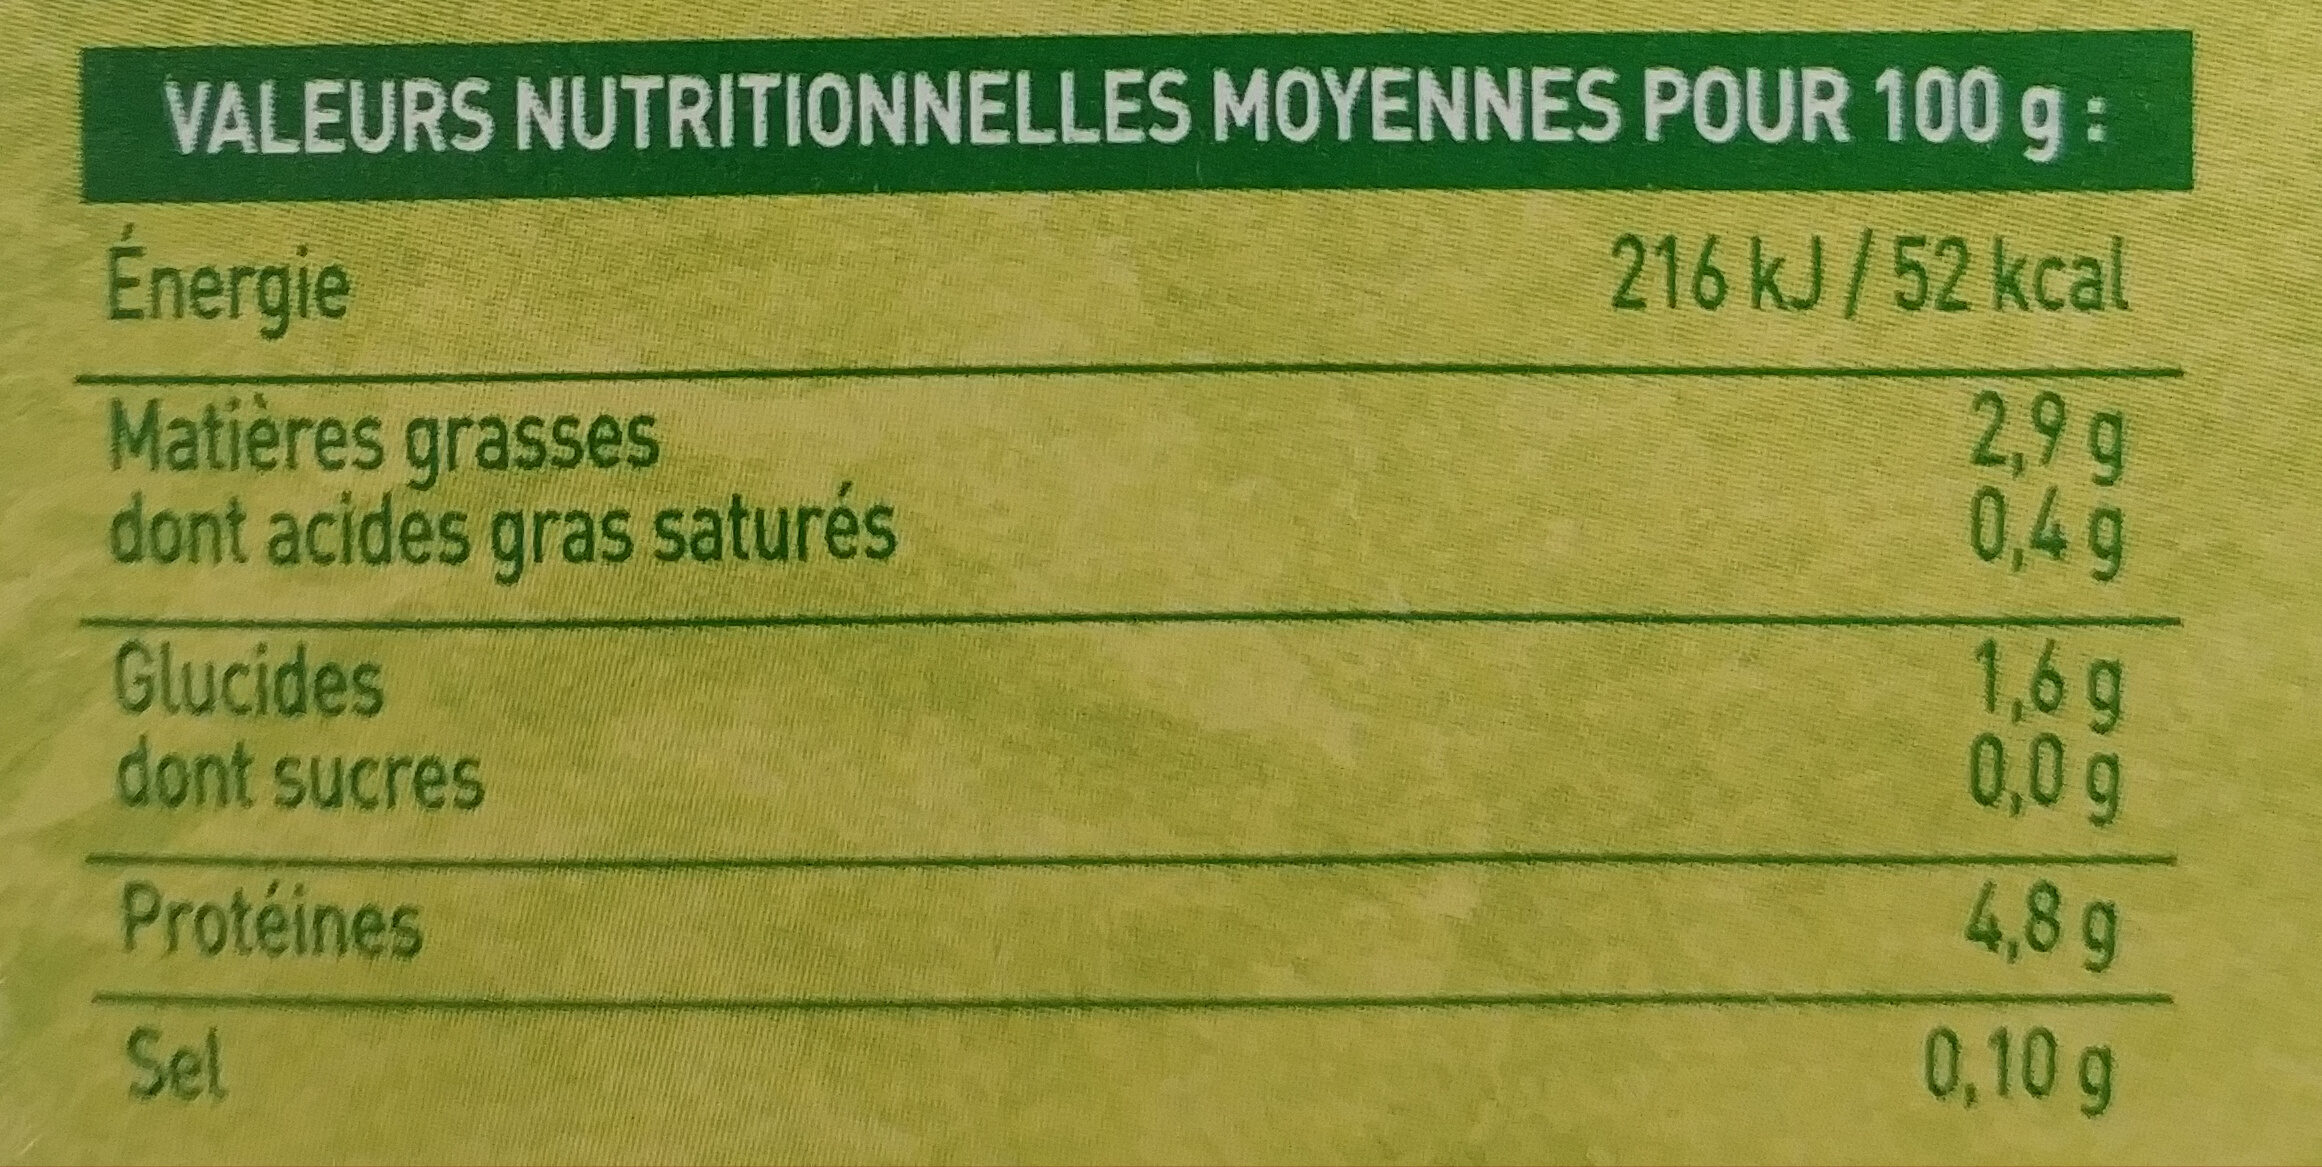 VALEURS NUTRITIONNELLES MOYENNES POUR 100 g :
Énergie 216 kJ / 52 kcal
Matières grasses 2,9 g
dont acides gras saturés 0,4 g
Glucides 1,6 g
dont sucres 0,0 g
Protéines 4,8 g
Sel 0,10 g